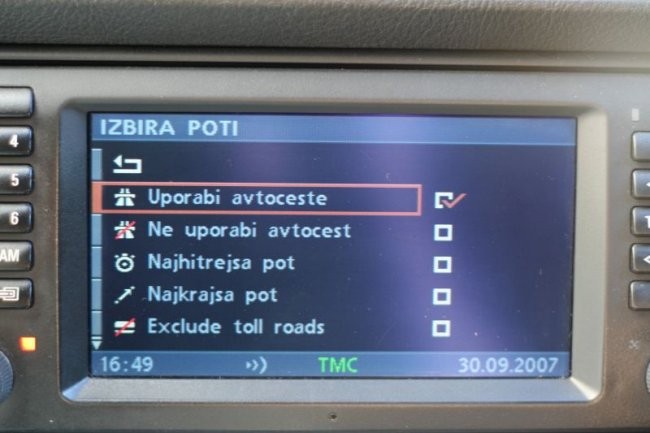 IZBIRA POTI
4
Uporabi avtoceste
5
Ne uporabi avtocest
6
Najhitrejsa pot
AM
Najkrajsa pot
Exclude toll roads
16:49 TMC 30.09.2007